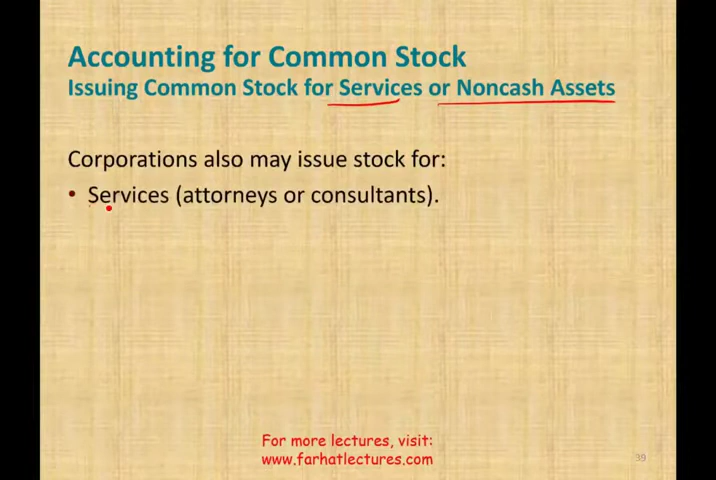 Accounting for Common Stock
Issuing Common Stock for Services or Noncash Assets
Corporations also may issue stock for:
• Services (attorneys or consultants).
For more lectures, visit:
www.farhatlectures.com
39